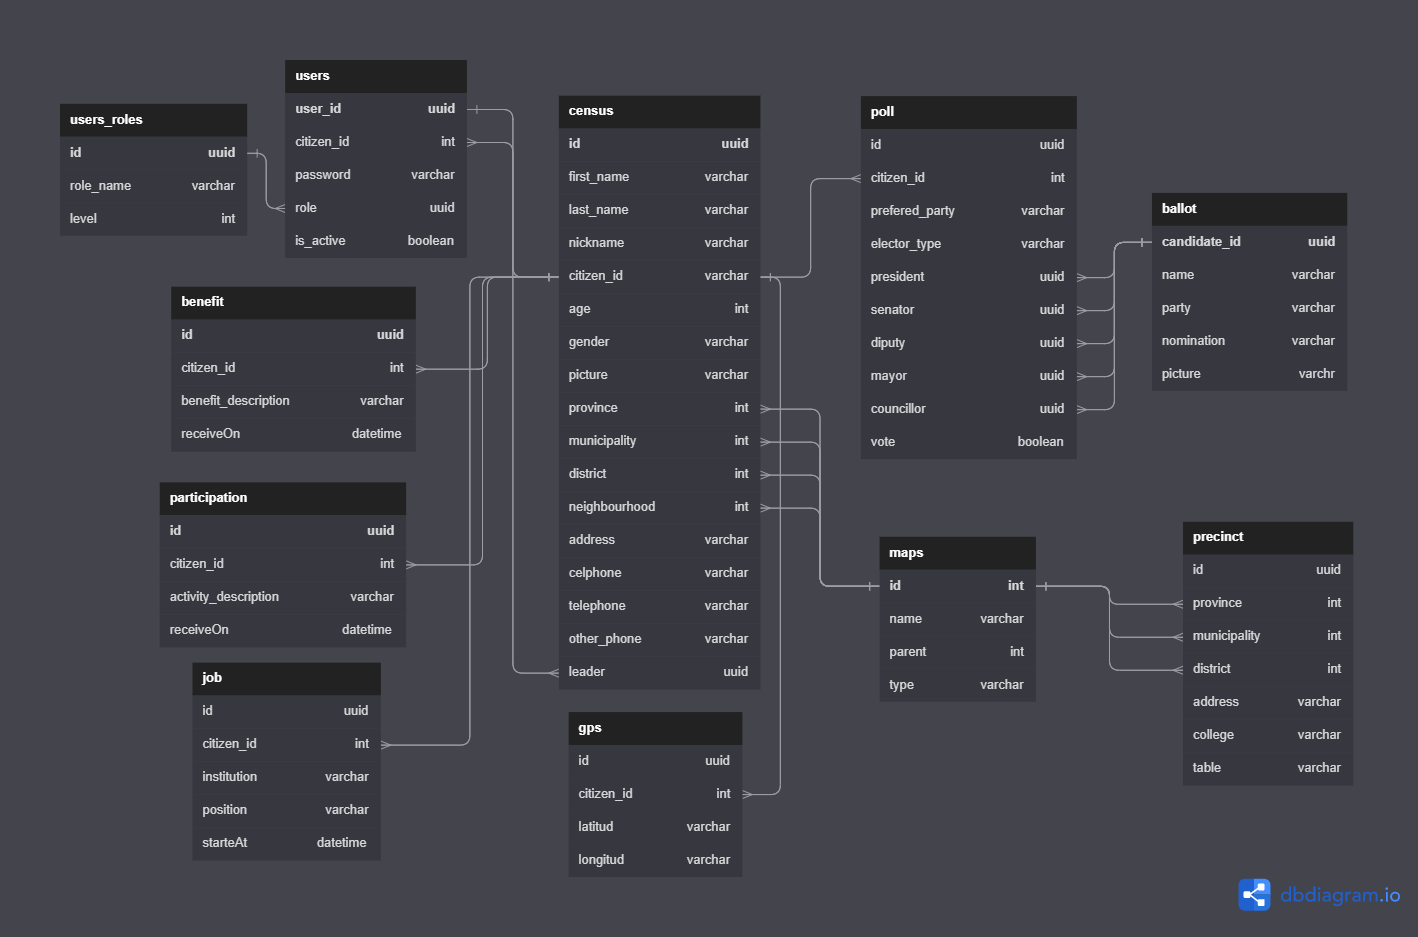 users_roles
id uuid
role_name varchar
level int
users
user_id uuid
citizen_id int
password varchar
role uuid
is_active boolean
benefit
id uuid
citizen_id int
benefit_description varchar
receiveOn datetime
participation
id uuid
citizen_id int
activity_description varchar
receiveOn datetime
job
id uuid
citizen_id int
institution varchar
position varchar
starteAt datetime
census
id uuid
first_name varchar
last_name varchar
nickname varchar
citizen_id varchar
age int
gender varchar
picture varchar
province int
municipality int
district int
neighbourhood int
address varchar
celphone varchar
telephone varchar
other_phone varchar
leader uuid
gps
id uuid
citizen_id int
latitud varchar
longitud varchar
poll
id uuid
citizen_id int
prefered_party varchar
elector_type varchar
president uuid
senator uuid
diputy uuid
mayor uuid
councillor uuid
vote boolean
maps
id int
name varchar
parent int
type varchar
ballot
candidate_id uuid
name varchar
party varchar
nomination varchar
picture varchr
precinct
id uuid
province int
municipality int
district int
address varchar
college varchar
table varchar
dbdiagram.io